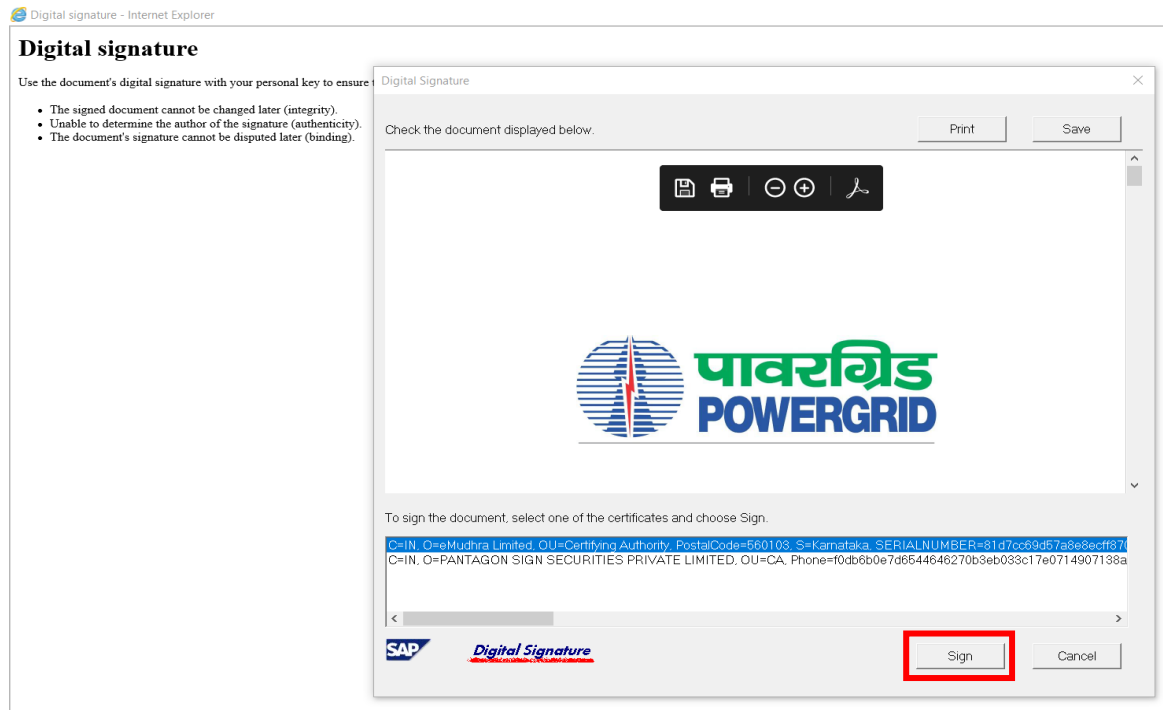 Digital signature - Internet Explorer
Digital signature
Use the document's digital signature with your personal key to ensure
The signed document cannot be changed later (integrity).
Unable to determine the author of the signature (authenticity).
The document's signature cannot be disputed later (binding).
Digital Signature
Check the document displayed below.
Print
Save
पावरग्रिड
POWERGRID
To sign the document, select one of the certificates and choose Sign.
C=IN, O=eMudhra Limited, OU=Certifying Authority, PostalCode=560103, S=Karnataka, SERIALNUMBER=81d7cc69d57a8e8ecff870
C=IN, O=PANTAGON SIGN SECURITIES PRIVATE LIMITED, OU=CA, Phone=f0db6b0e7d6544646270b3eb033c17e0714907138a
SAP
Digital Signature
Sign
Cancel